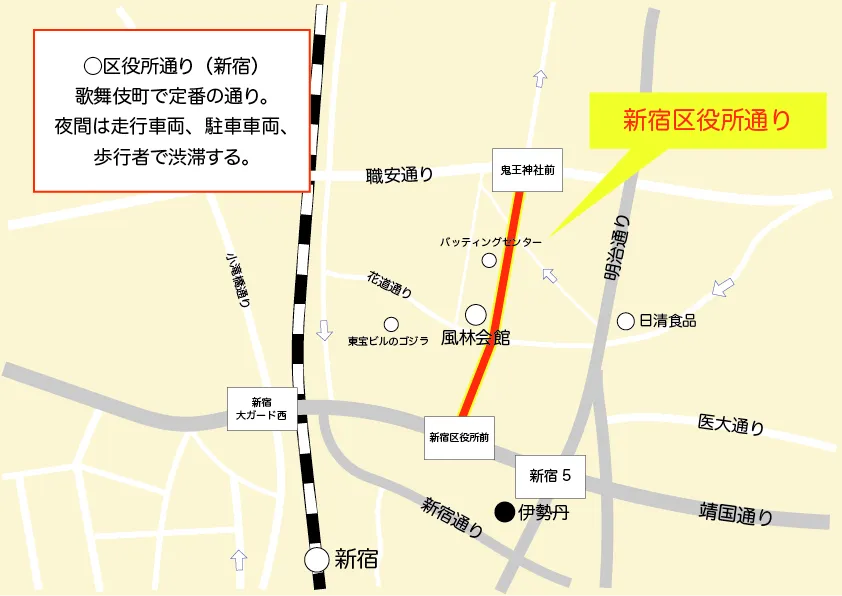 ○区役所通り（新宿）
歌舞伎町で定番の通り。
夜間は走行車両、駐車車両、
歩行者で渋滞する。
新宿区役所通り
職安通り
鬼王神社前
明治通り
小滝橋通り
バッティングセンター
花道通り
東宝ビルのゴジラ
風林会館
日清食品
新宿
大ガード西
新宿区役所前
医大通り
新宿５
新宿通り
伊勢丹
靖国通り
新宿